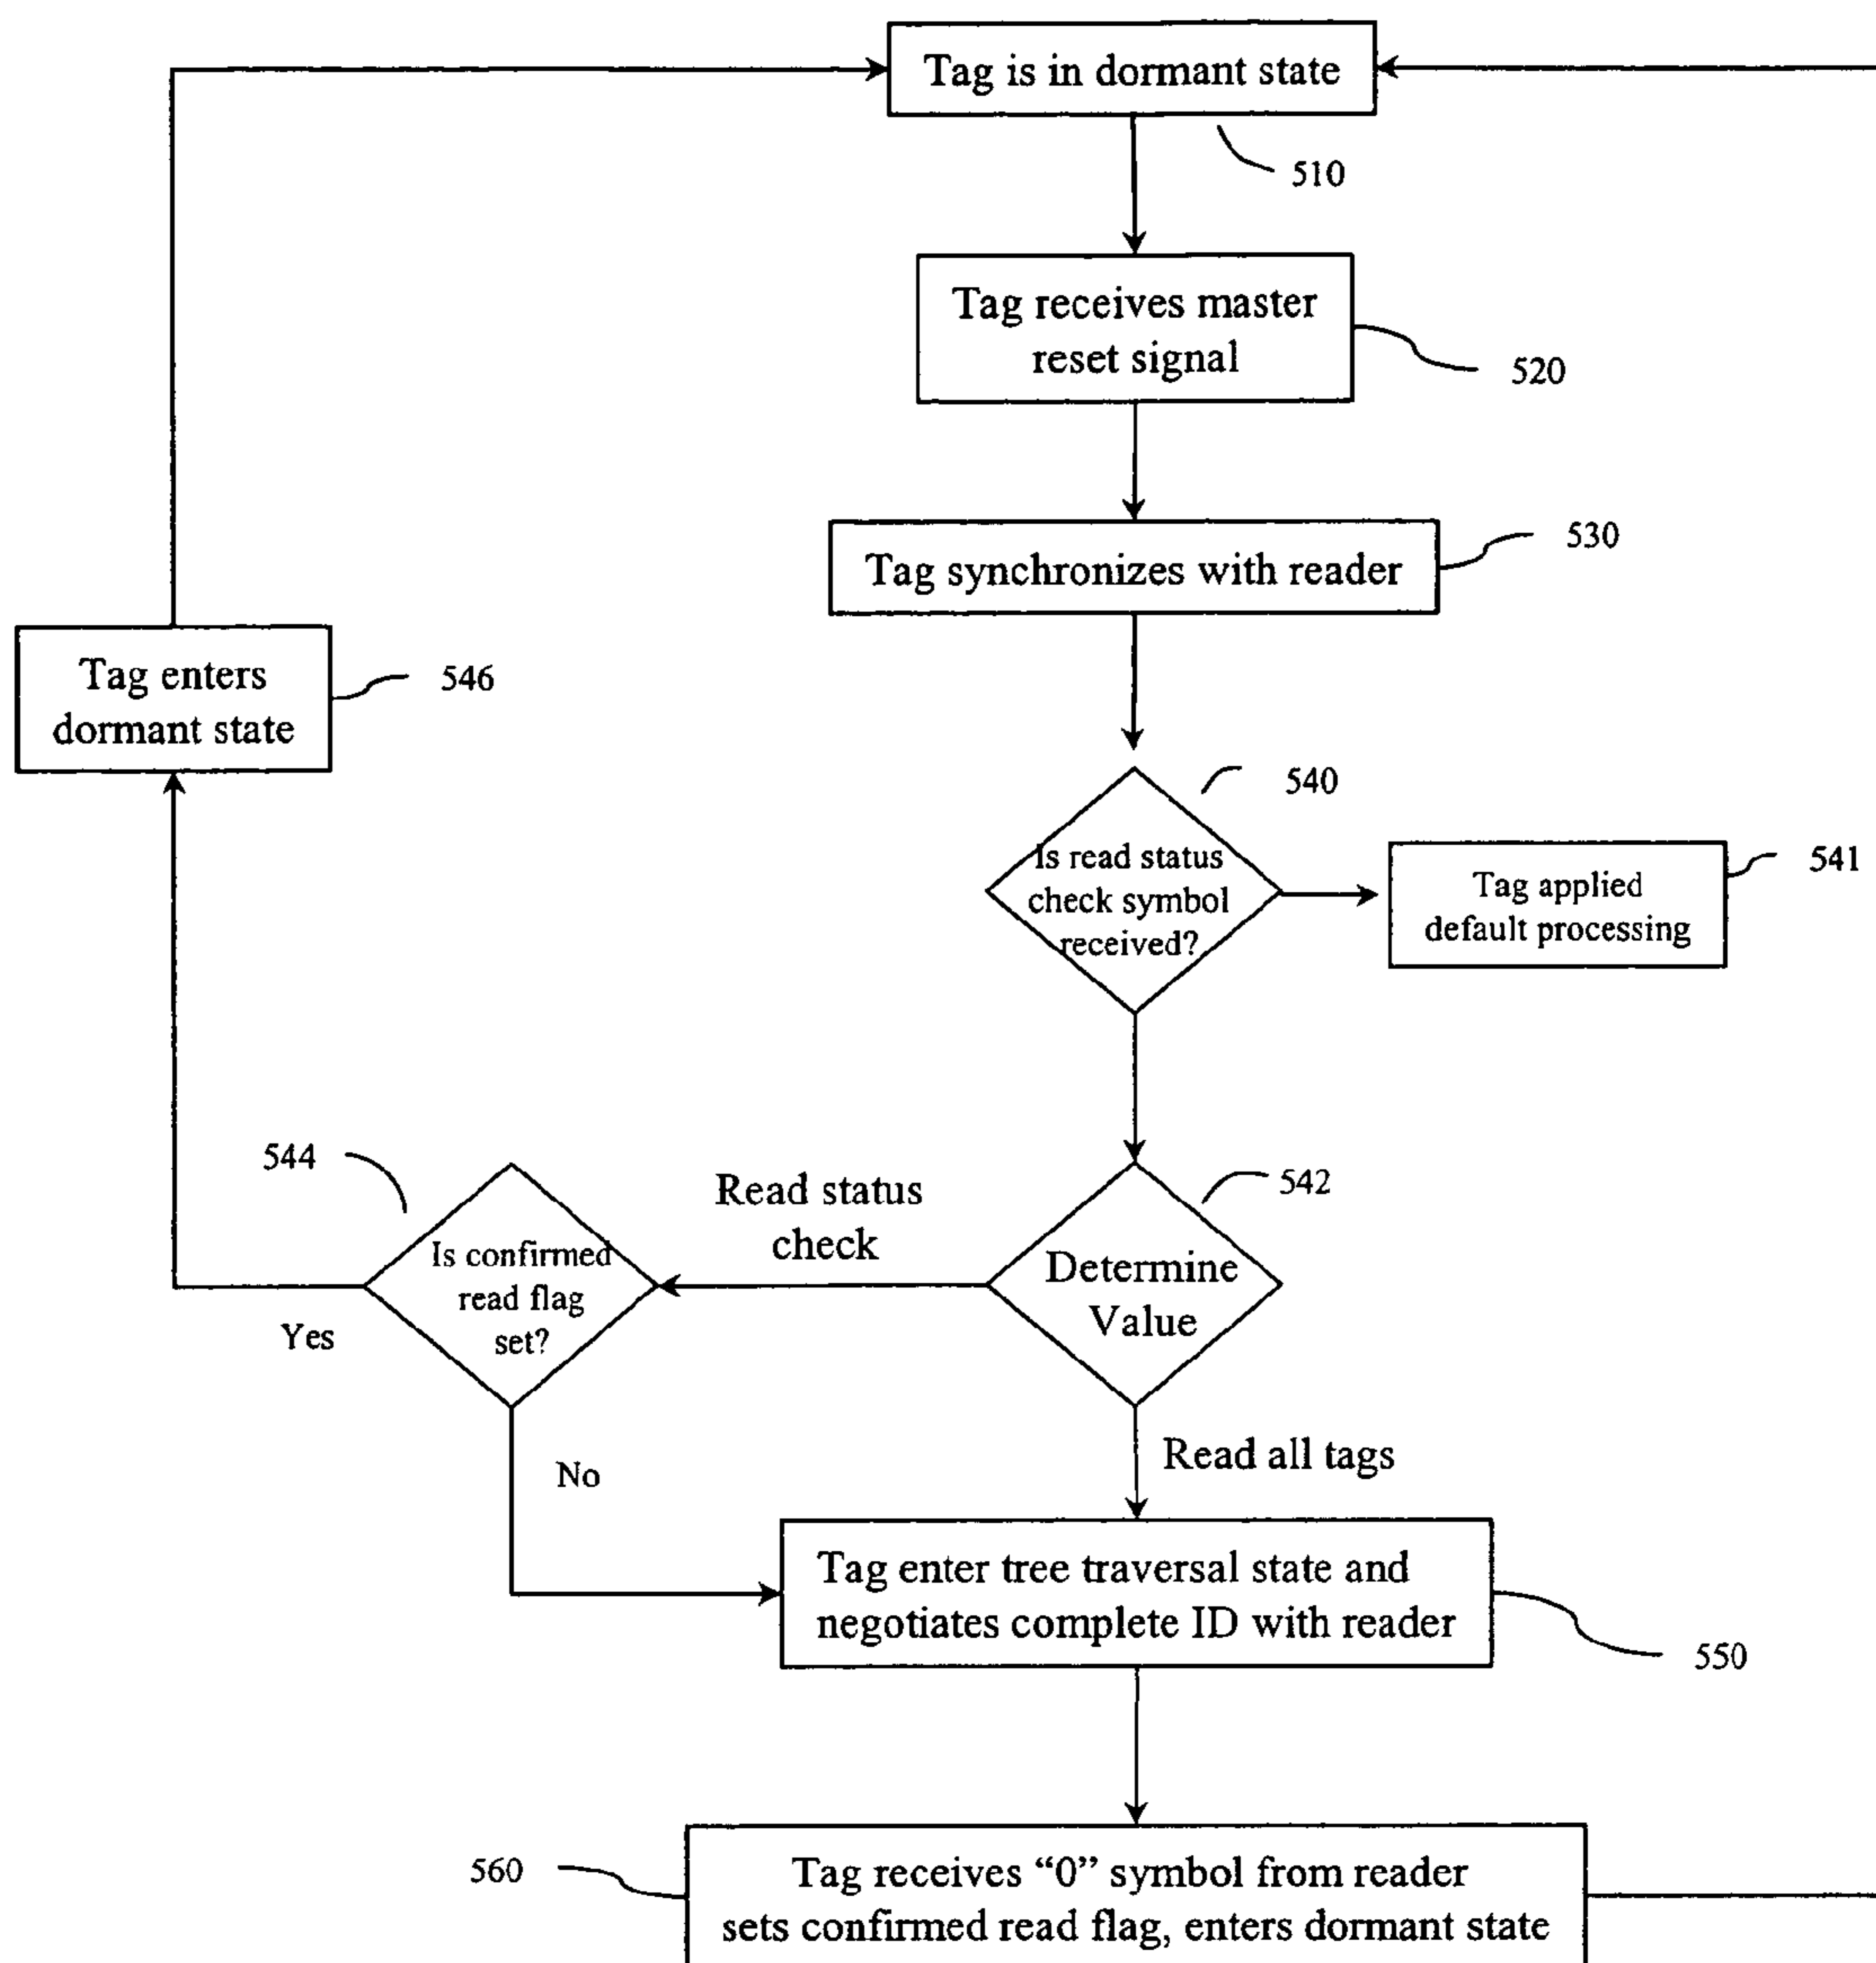 Tag is in dormant state
510
Tag receives master
reset signal
520
530
Tag synchronizes with reader
Tag enters
dormant state
546
540
Is read status
check symbol
received?
541
Tag applied
default processing
544
Read status
check
542
Is confirmed
read flag
set?
Determine
Value
Yes
No
Read all tags
Tag enter tree traversal state and
negotiates complete ID with reader
550
560
Tag receives “0” symbol from reader
sets confirmed read flag, enters dormant state